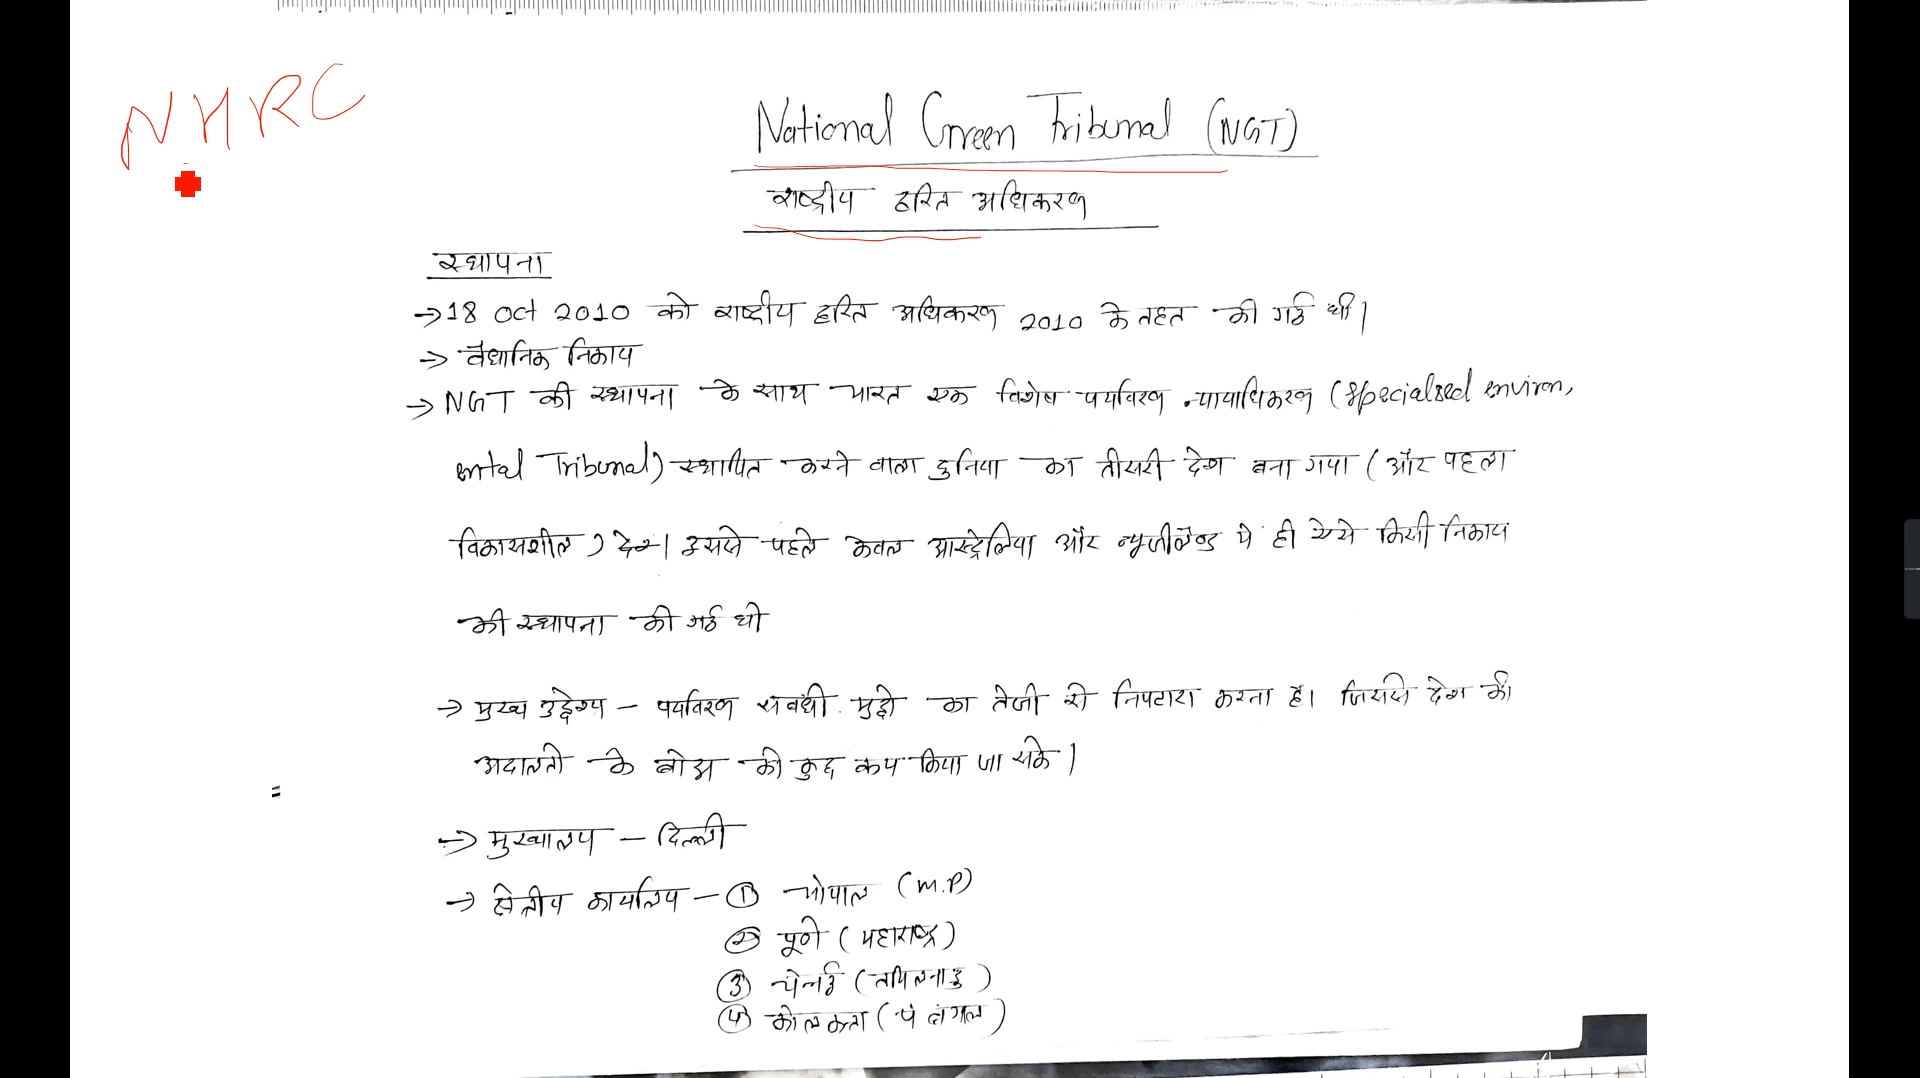 NHRC
National Green Tribunal (NGT)
राष्ट्रीय हरित अधिकरण
स्थापना
→ 18 Oct 2010 को राष्ट्रीय हरित अधिकरण 2010 के तहत की गई थी।
→ वैधानिक निकाय
→ NGT की स्थापना के साथ भारत एक विशेष पर्यावरण न्यायाधिकरण (Specialsed environ,
emtal Tribunal) स्थापित करने वाला दुनिया का तीसरी देश बना गया (और पहला
विकासशील) देश। इससे पहले केवल आस्ट्रेलिया और न्यूजीलैण्ड मे ही ऐसे किसी निकाय
की स्थापना की गई थी
→ मुख्य उद्देश्य – पर्यावरण संबंधी मुद्दो का तेजी से निपटारा करना है। जिससे देश की
अदालतो के बोझ को कुछ कम किया जा सके।
→ मुख्यालय – दिल्ली
→ क्षेत्रीय कार्यालय – ① भोपाल (M.P)
② पूणे (महाराष्ट्र)
③ चेन्नई (तमिलनाडु)
④ कोलकता (पं बंगाल)